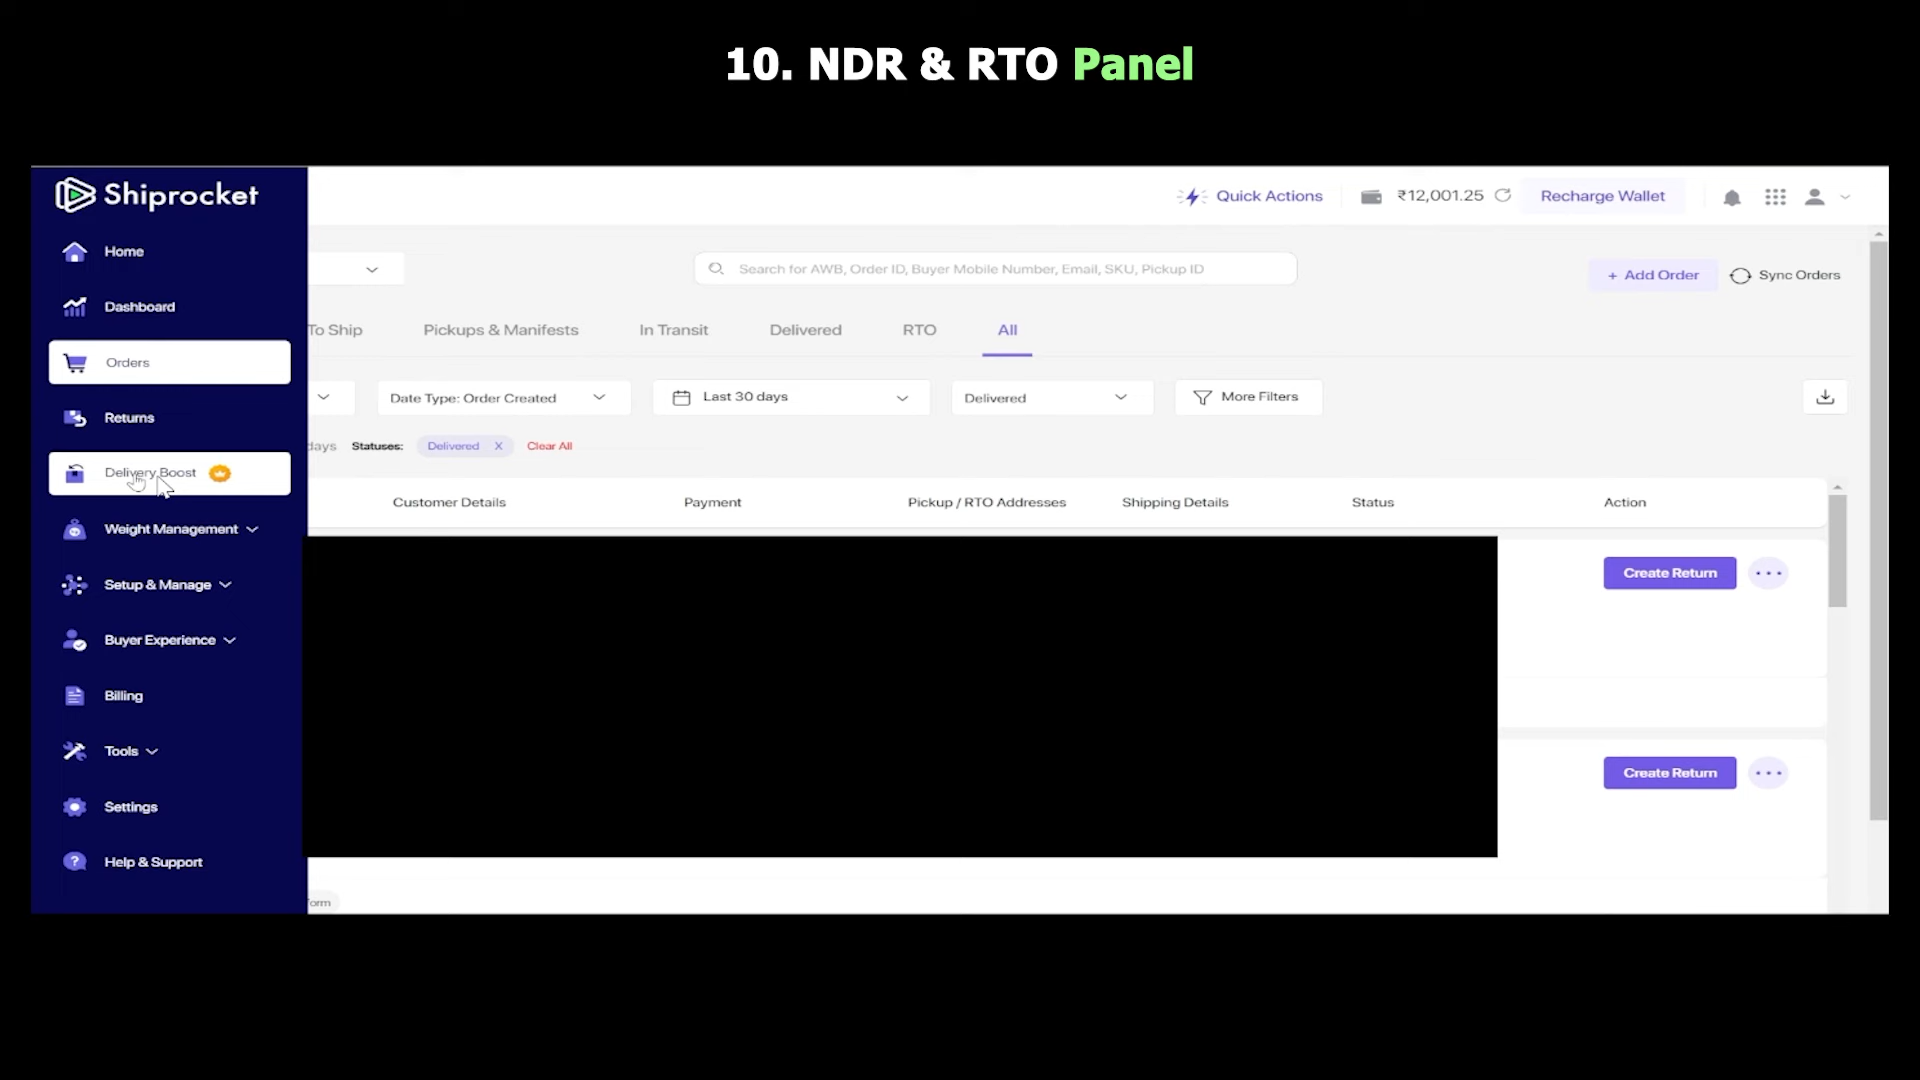 10. NDR & RTO Panel
Shiprocket
Quick Actions
₹12,001.25
Recharge Wallet
Home
Search for AWB, Order ID, Buyer Mobile Number, Email, SKU, Pickup ID
+ Add Order
Sync Orders
Dashboard
To Ship
Pickups & Manifests
In Transit
Delivered
RTO
All
Orders
Date Type: Order Created
Last 30 days
Delivered
More Filters
Returns
days
Statuses:
Delivered X
Clear All
Delivery Boost
Customer Details
Payment
Pickup / RTO Addresses
Shipping Details
Status
Action
Weight Management
Create Return
Setup & Manage
Buyer Experience
Billing
Tools
Create Return
Settings
Help & Support